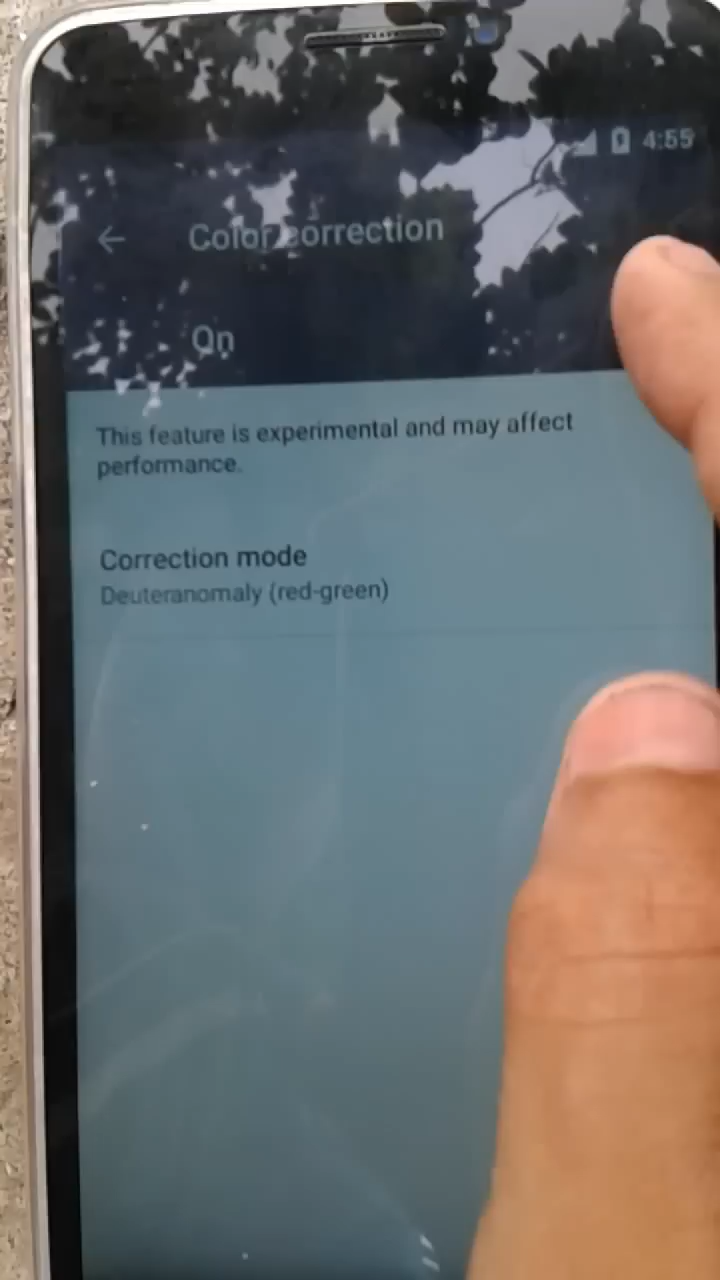 4:55
Color correction
On
This feature is experimental and may affect
performance.
Correction mode
Deuteranomaly (red-green)